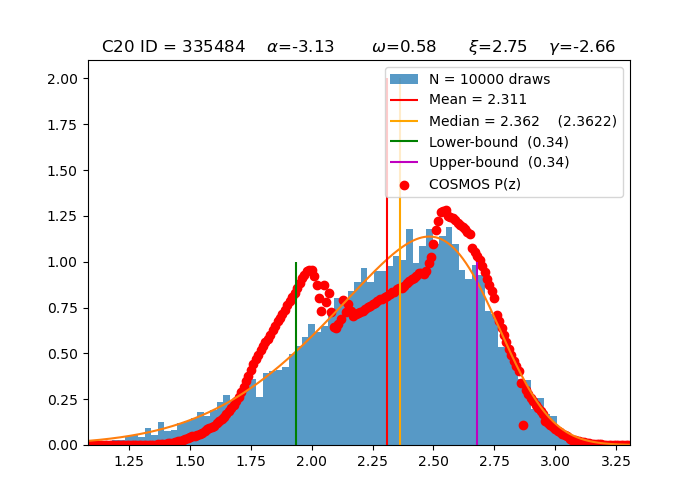 C20 ID = 335484 α=-3.13 ω=0.58 ξ=2.75 γ=-2.66
N = 10000 draws
Mean = 2.311
Median = 2.362 (2.3622)
Lower-bound (0.34)
Upper-bound (0.34)
COSMOS P(z)
2.00
1.75
1.50
1.25
1.00
0.75
0.50
0.25
0.00
1.25 1.50 1.75 2.00 2.25 2.50 2.75 3.00 3.25